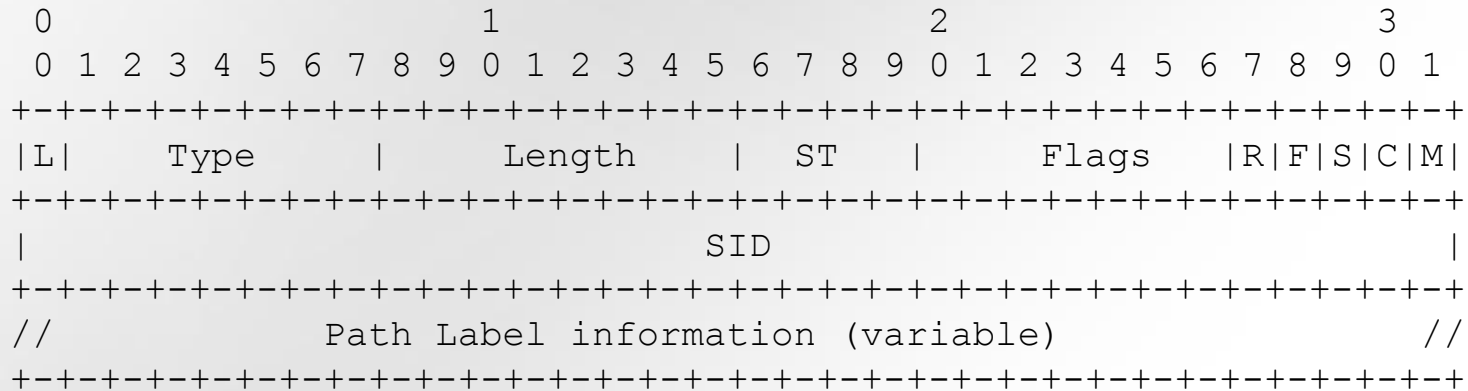 0                   1                   2                   3
 0 1 2 3 4 5 6 7 8 9 0 1 2 3 4 5 6 7 8 9 0 1 2 3 4 5 6 7 8 9 0 1
+-+-+-+-+-+-+-+-+-+-+-+-+-+-+-+-+-+-+-+-+-+-+-+-+-+-+-+-+-+-+-+-+
|L|    Type     |     Length    |  ST   |      Flags  |R|F|S|C|M|
+-+-+-+-+-+-+-+-+-+-+-+-+-+-+-+-+-+-+-+-+-+-+-+-+-+-+-+-+-+-+-+-+
|                              SID                              |
+-+-+-+-+-+-+-+-+-+-+-+-+-+-+-+-+-+-+-+-+-+-+-+-+-+-+-+-+-+-+-+-+
//            Path Label information (variable)                //
+-+-+-+-+-+-+-+-+-+-+-+-+-+-+-+-+-+-+-+-+-+-+-+-+-+-+-+-+-+-+-+-+